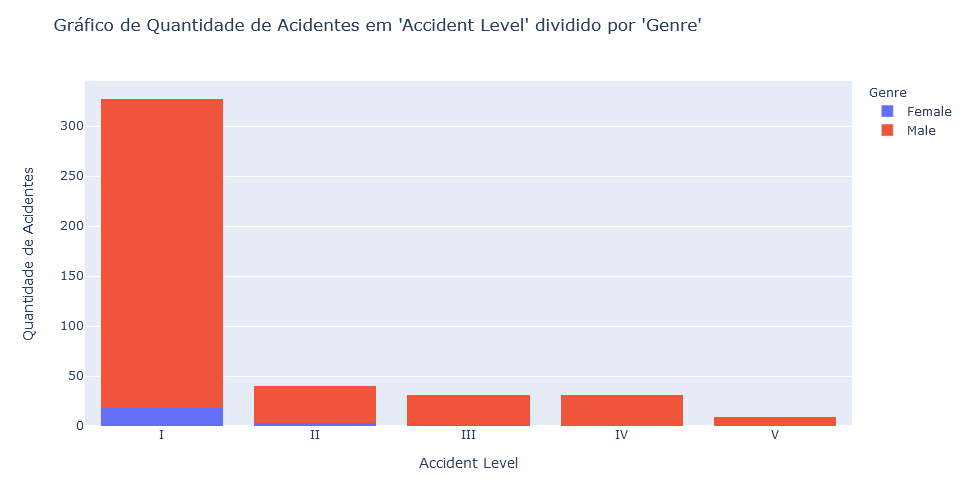 Gráfico de Quantidade de Acidentes em 'Accident Level' dividido por 'Genre'
Genre
Female
Male
Quantidade de Acidentes
300
250
200
150
100
50
0
I II III IV V
Accident Level